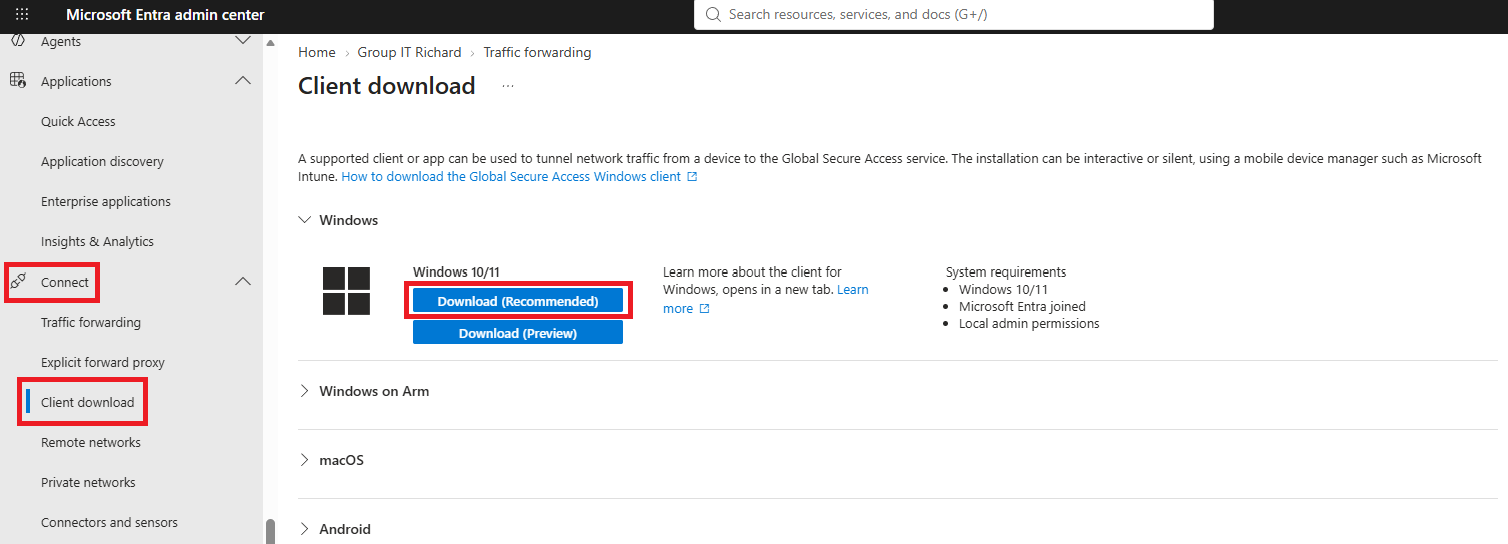 Microsoft Entra admin center
Search resources, services, and docs (G+/)
Agents
Applications
Quick Access
Application discovery
Enterprise applications
Insights & Analytics
Connect
Traffic forwarding
Explicit forward proxy
Client download
Remote networks
Private networks
Connectors and sensors
Home › Group IT Richard › Traffic forwarding
Client download ...
A supported client or app can be used to tunnel network traffic from a device to the Global Secure Access service. The installation can be interactive or silent, using a mobile device manager such as Microsoft
Intune. How to download the Global Secure Access Windows client
Windows
Windows 10/11
Download (Recommended)
Download (Preview)
Learn more about the client for
Windows, opens in a new tab. Learn
more
System requirements
• Windows 10/11
• Microsoft Entra joined
• Local admin permissions
Windows on Arm
macOS
Android